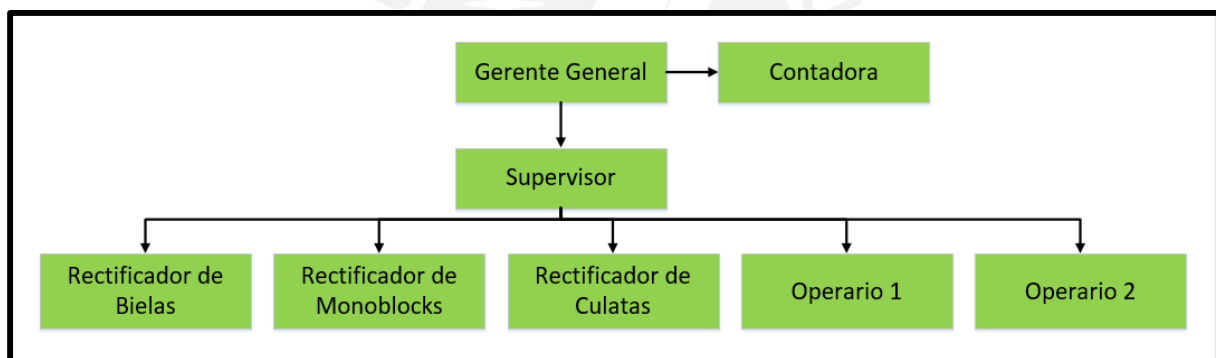 Gerente General
Contadora
Supervisor
Rectificador de
Bielas
Rectificador de
Monoblocks
Rectificador de
Culatas
Operario 1
Operario 2